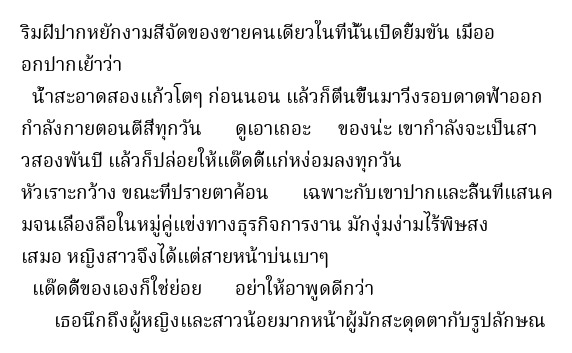 ริมฝีปากหยักงามสีจัดของชายคนเดียวในที่นั้นเปิดยิ้มขัน เมื่ออ
อกปากเย้าว่า
น้ำสะอาดสองแก้วโตๆ ก่อนนอน แล้วก็ตื่นขึ้นมาวิ่งรอบดาดฟ้าออก
กำลังกายตอนตีสี่ทุกวัน ดูเอาเถอะ ของน่ะ เขากำลังจะเป็นสา
วสองพันปี แล้วก็ปล่อยให้แด๊ดดี้แก่หง่อมลงทุกวัน
หัวเราะกว้าง ขณะที่ปรายตาค้อน เฉพาะกับเขาปากและลิ้นที่แสนค
มจนเลื่องลือในหมู่คู่แข่งทางธุรกิจการงาน มักงุ่มง่ามไร้พิษสง
เสมอ หญิงสาวจึงได้แต่สายหน้าบ่นเบาๆ
แด๊ดดี้ของเองก็ใช่ย่อย อย่าให้อาพูดดีกว่า
เธอนึกถึงผู้หญิงและสาวน้อยมากหน้าผู้มักสะดุดตากับรูปลักษณ